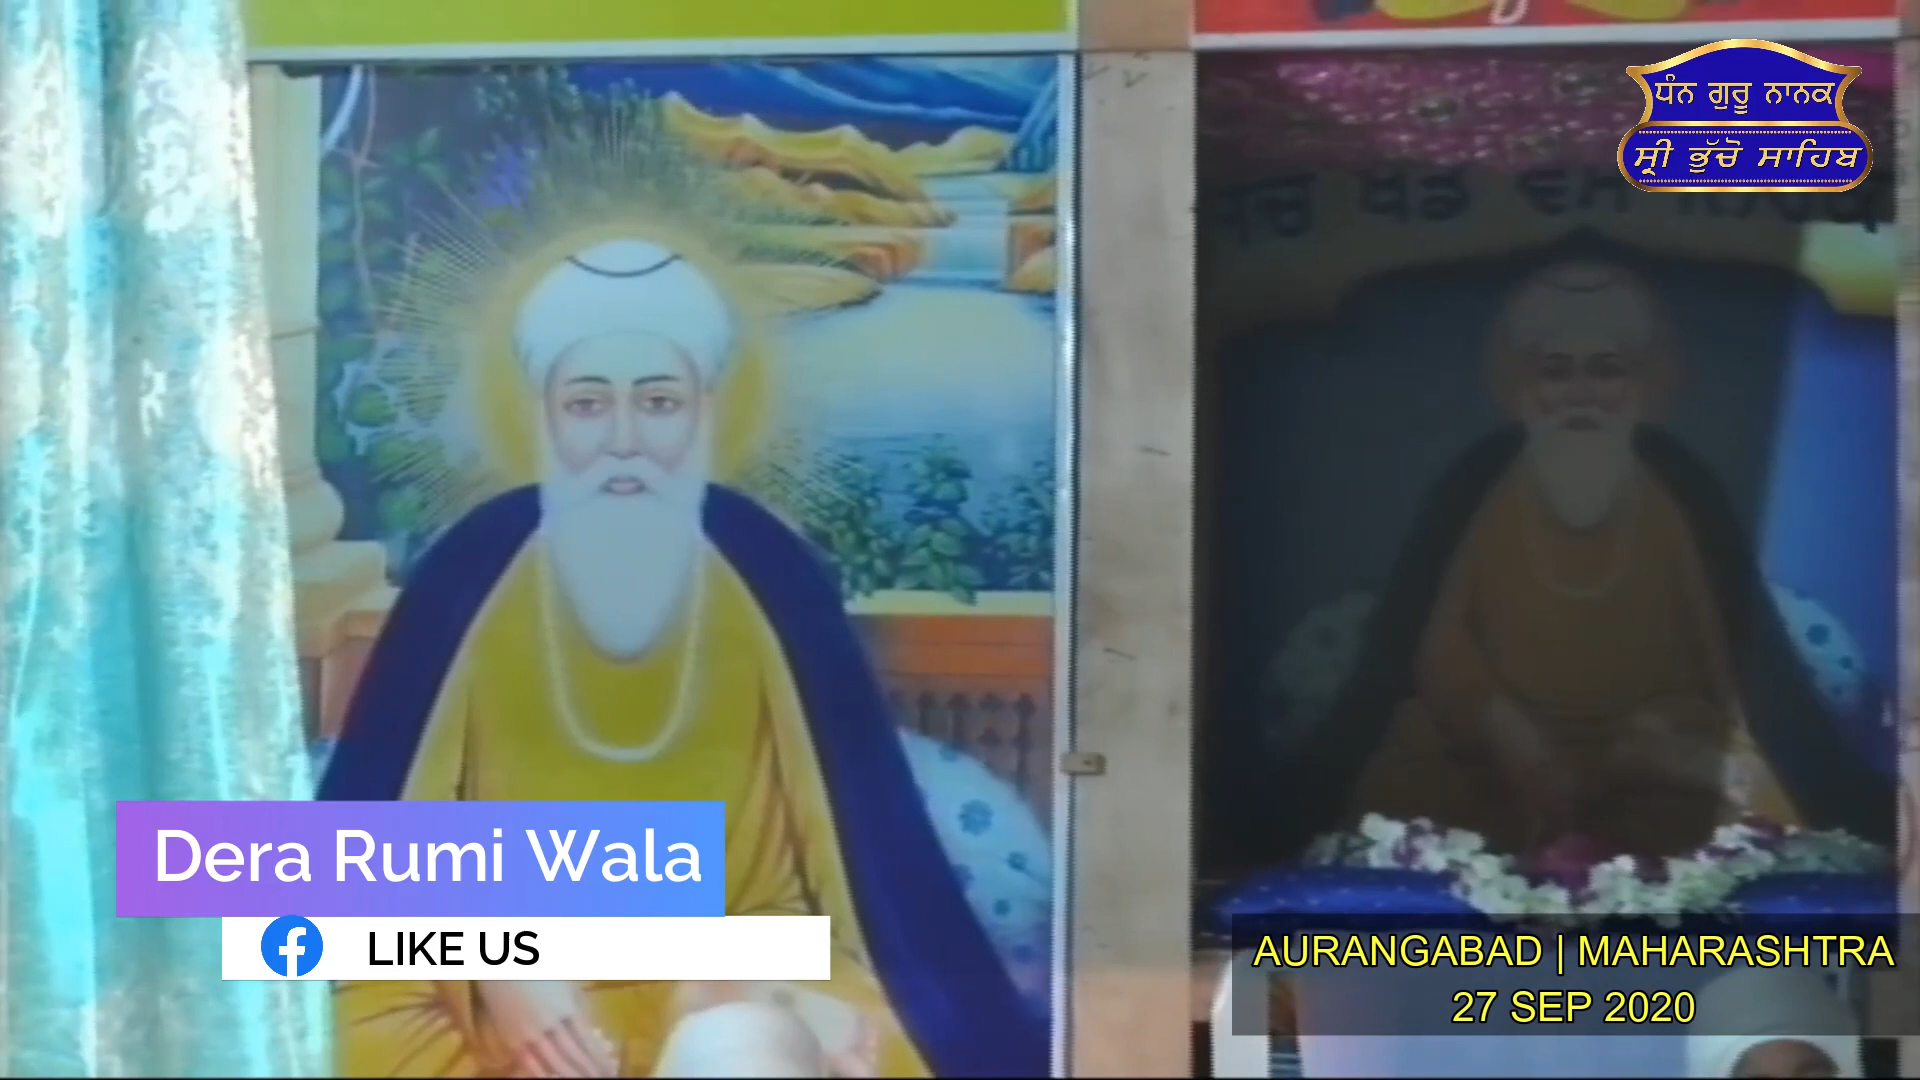 ਧੰਨ ਗੁਰੂ ਨਾਨਕ
ਸ੍ਰੀ ਭੁੱਚੋ ਸਾਹਿਬ
Dera Rumi Wala
LIKE US
AURANGABAD | MAHARASHTRA
27 SEP 2020